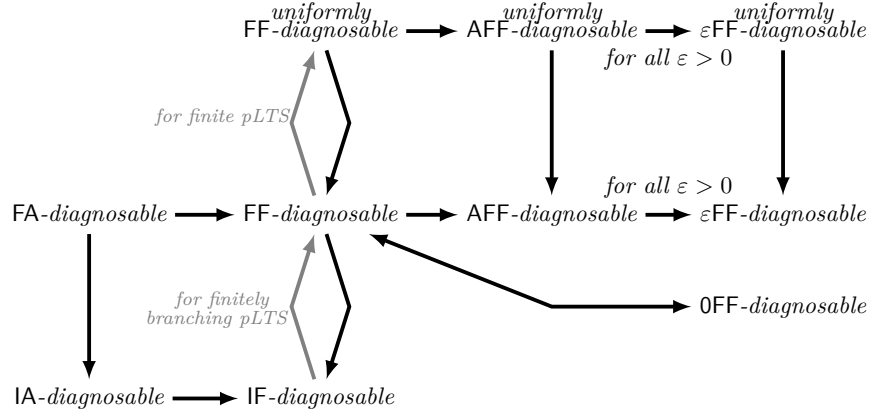 uniformly uniformly uniformly
FF-diagnosable AFF-diagnosable εFF-diagnosable
for all ε > 0
for finite pLTS
for all ε > 0
FA-diagnosable FF-diagnosable AFF-diagnosable εFF-diagnosable
for finitely
branching pLTS
0FF-diagnosable
IA-diagnosable IF-diagnosable